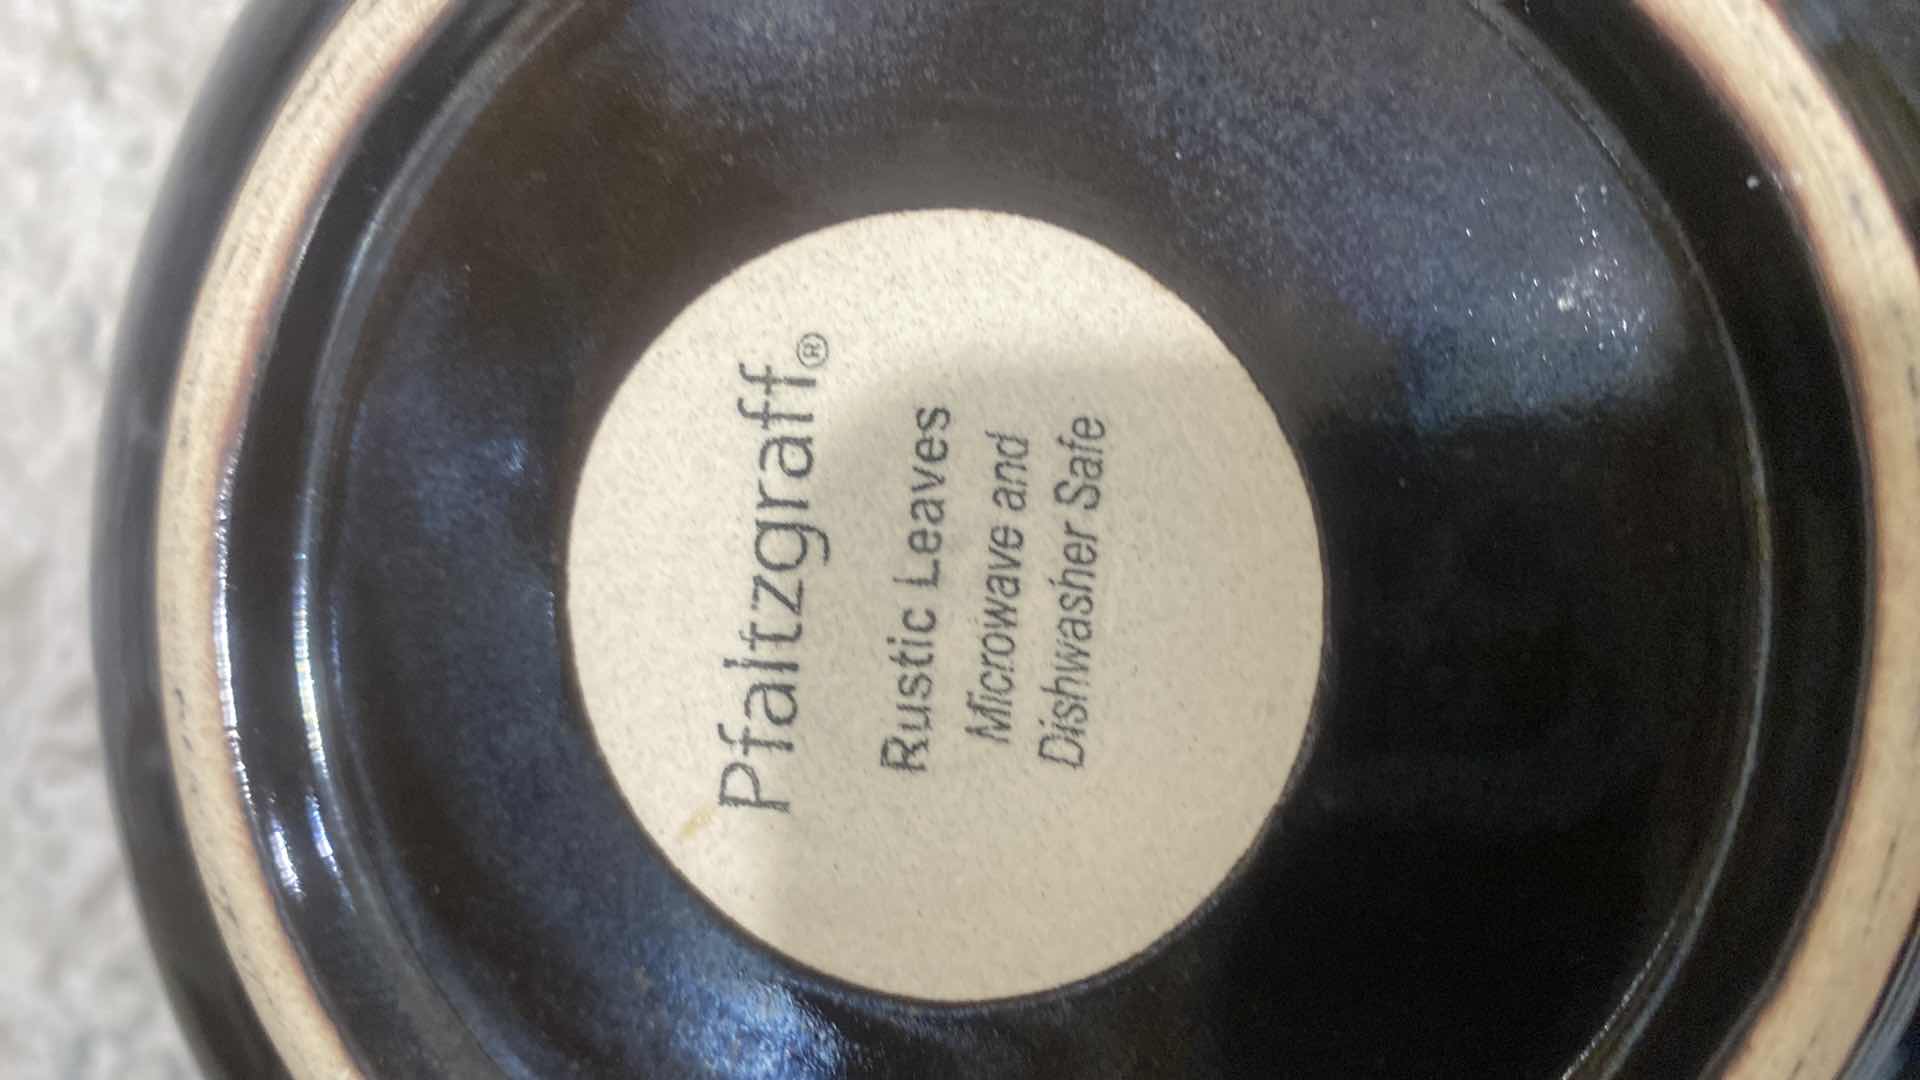 Pfaltzgraff®
Rustic Leaves
Microwave and
Dishwasher Safe